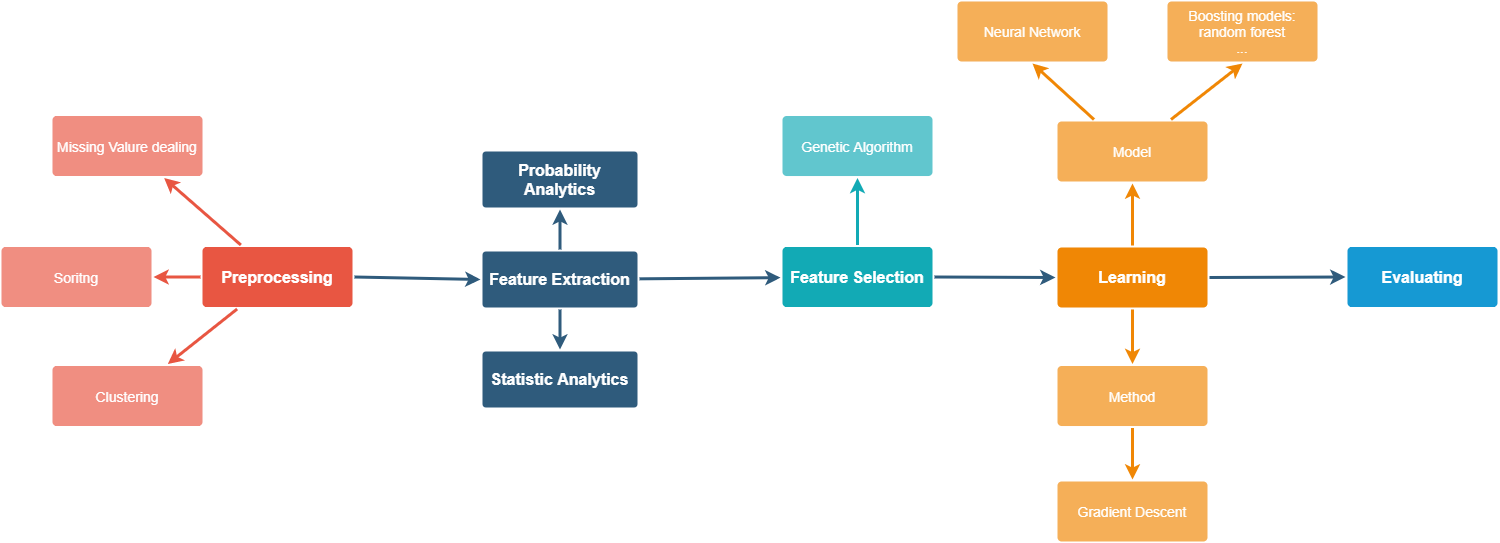 Neural Network
Boosting models:
random forest
...
Missing Valure dealing
Genetic Algorithm
Model
Probability
Analytics
Soritng
Preprocessing
Feature Extraction
Feature Selection
Learning
Evaluating
Statistic Analytics
Clustering
Method
Gradient Descent